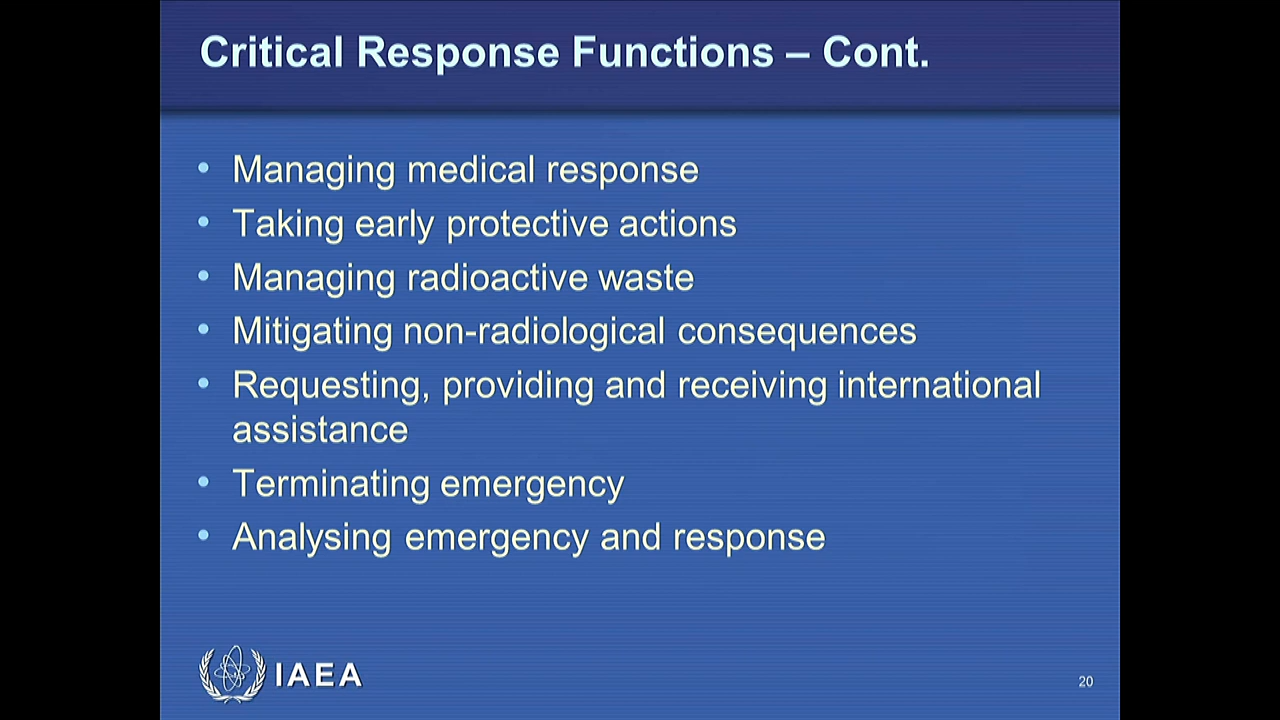 Critical Response Functions – Cont.
• Managing medical response
• Taking early protective actions
• Managing radioactive waste
• Mitigating non-radiological consequences
• Requesting, providing and receiving international
assistance
• Terminating emergency
• Analysing emergency and response
IAEA
20